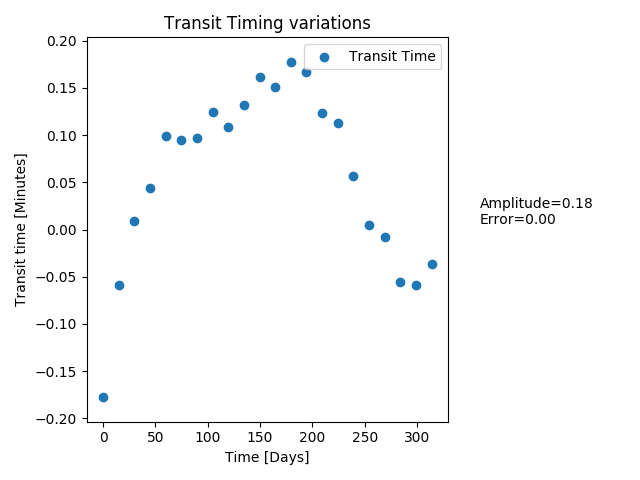 Transit Timing variations
Transit Time
Transit time [Minutes]
0.20
0.15
0.10
0.05
0.00
−0.05
−0.10
−0.15
−0.20
0 50 100 150 200 250 300
Time [Days]
Amplitude=0.18
Error=0.00